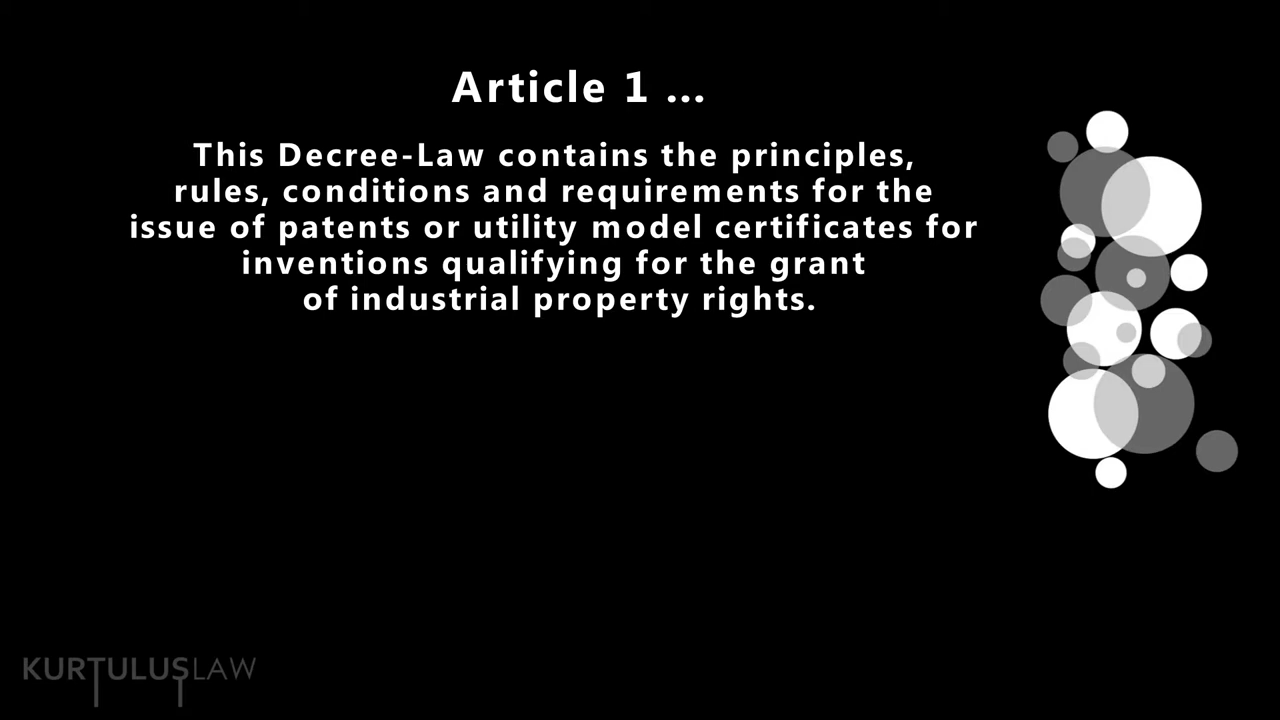 Article 1 ...
This Decree-Law contains the principles,
rules, conditions and requirements for the
issue of patents or utility model certificates for
inventions qualifying for the grant
of industrial property rights.
KURTULUSLAW